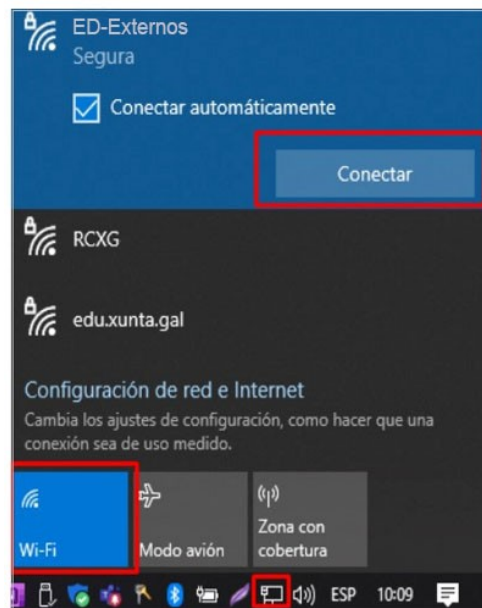 ED-Externos
Segura
Conectar automáticamente
Conectar
RCXG
edu.xunta.gal
Configuración de red e Internet
Cambia los ajustes de configuración, como hacer que una
conexión sea de uso medido.
Wi-Fi
Modo avión
Zona con
cobertura
ESP
10:09